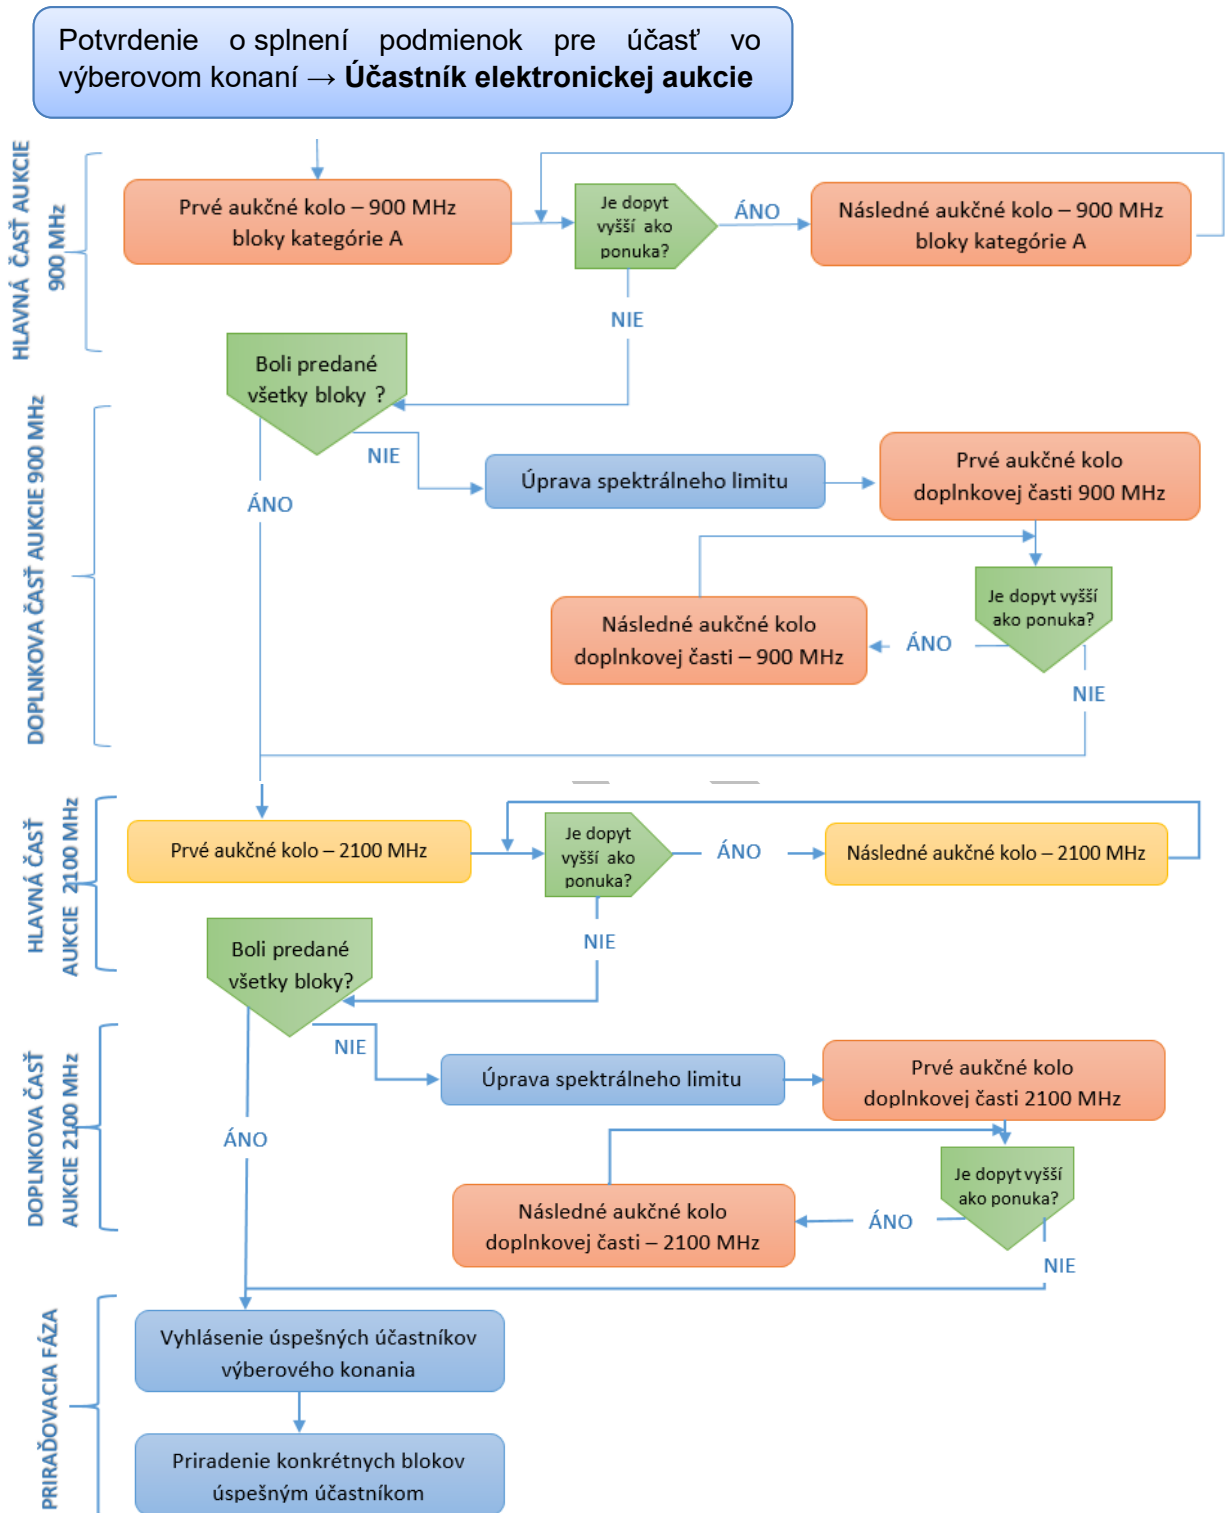 Potvrdenie o splnení podmienok pre účasť vo
výberovom konaní → Účastník elektronickej aukcie
HLAVNÁ ČASŤ AUKCIE
900 MHz
Prvé aukčné kolo – 900 MHz
bloky kategórie A
Je dopyt
vyšší ako
ponuka?
ÁNO
Následné aukčné kolo – 900 MHz
bloky kategórie A
NIE
Boli predané
všetky bloky ?
DOPLNKOVA ČASŤ AUKCIE 900 MHz
NIE
ÁNO
Úprava spektrálneho limitu
Prvé aukčné kolo
doplnkovej časti 900 MHz
Je dopyt vyšší
ako ponuka?
ÁNO
Následné aukčné kolo
doplnkovej časti – 900 MHz
NIE
HLAVNÁ ČASŤ
AUKCIE 2100 MHz
Prvé aukčné kolo – 2100 MHz
Je dopyt
vyšší ako
ponuka?
ÁNO
Následné aukčné kolo – 2100 MHz
NIE
Boli predané
všetky bloky?
DOPLNKOVA ČASŤ
AUKCIE 2100 MHz
NIE
ÁNO
Úprava spektrálneho limitu
Prvé aukčné kolo
doplnkovej časti 2100 MHz
Je dopyt vyšší
ako ponuka?
ÁNO
Následné aukčné kolo
doplnkovej časti – 2100 MHz
NIE
PRIRAĎOVACIA FÁZA
Vyhlásenie úspešných účastníkov
výberového konania
Priradenie konkrétnych blokov
úspešným účastníkom